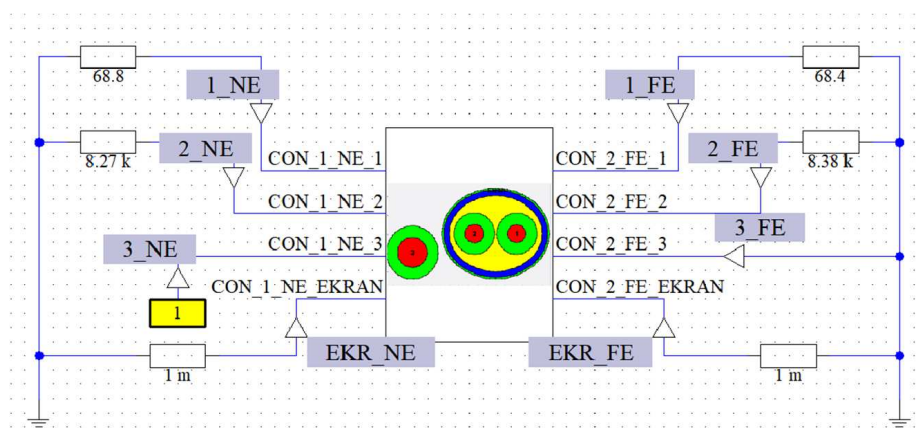 68.8
68.4
1_NE
1_FE
8.27 k
2_NE
2_FE
8.38 k
CON_1_NE_1
CON_2_FE_1
CON_1_NE_2
CON_2_FE_2
3_NE
CON_1_NE_3
CON_2_FE_3
3_FE
CON_1_NE_EKRAN
CON_2_FE_EKRAN
1
EKR_NE
EKR_FE
1 m
1 m